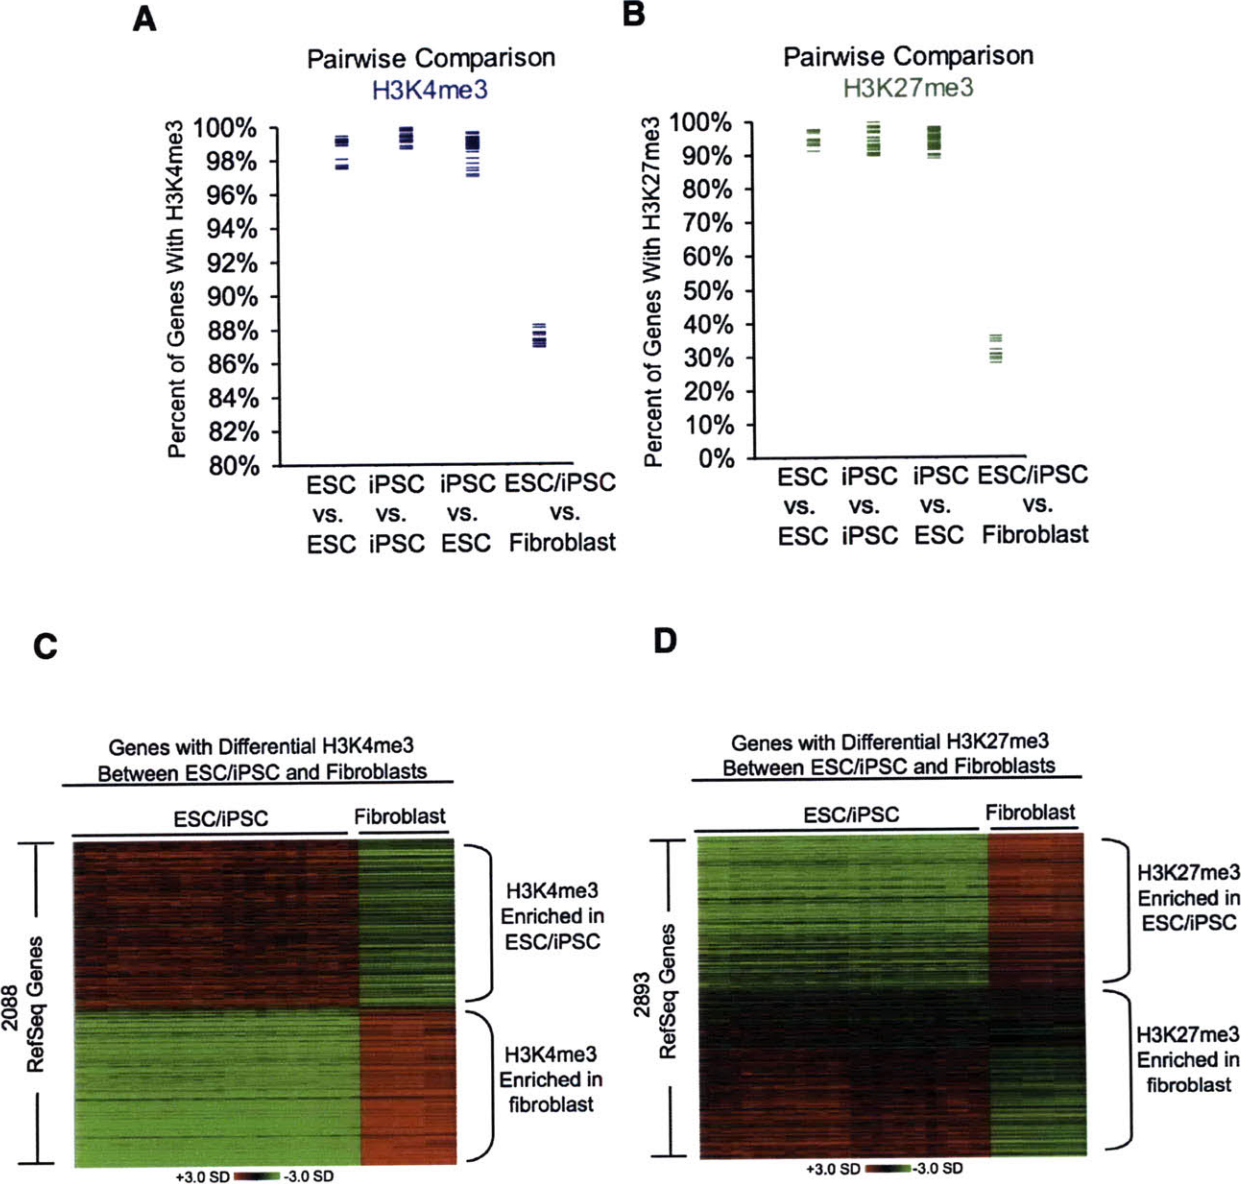 A
Pairwise Comparison
H3K4me3
Percent of Genes With H3K4me3
100%
98%
96%
94%
92%
90%
88%
86%
84%
82%
80%
ESC iPSC iPSC ESC/iPSC
vs. vs. vs. vs.
ESC iPSC ESC Fibroblast
B
Pairwise Comparison
H3K27me3
Percent of Genes With H3K27me3
100%
90%
80%
70%
60%
50%
40%
30%
20%
10%
0%
ESC iPSC iPSC ESC/iPSC
vs. vs. vs. vs.
ESC iPSC ESC Fibroblast
C
Genes with Differential H3K4me3
Between ESC/iPSC and Fibroblasts
ESC/iPSC Fibroblast
2088
RefSeq Genes
H3K4me3
Enriched in
ESC/iPSC
H3K4me3
Enriched in
fibroblast
+3.0 SD -3.0 SD
D
Genes with Differential H3K27me3
Between ESC/iPSC and Fibroblasts
ESC/iPSC Fibroblast
2893
RefSeq Genes
H3K27me3
Enriched in
ESC/iPSC
H3K27me3
Enriched in
fibroblast
+3.0 SD -3.0 SD